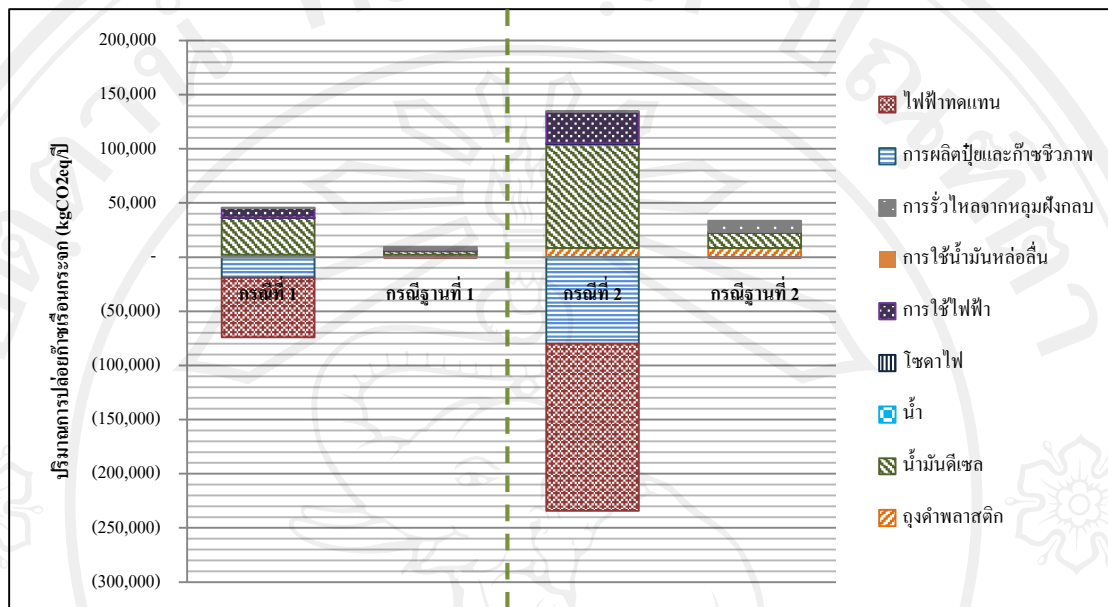 200,000
150,000
100,000
50,000
-
(50,000)
(100,000)
(150,000)
(200,000)
(250,000)
(300,000)
ปริมาณการปล่อยก๊าซเรือนกระจก (kgCO2eq/ปี)
กรณีที่ 1
กรณีฐานที่ 1
กรณีที่ 2
กรณีฐานที่ 2
ไฟฟ้าทดแทน
การผลิตปุ๋ยและก๊าซชีวภาพ
การรั่วไหลจากหลุมฝังกลบ
การใช้น้ำมันหล่อลื่น
การใช้ไฟฟ้า
โซดาไฟ
น้ำ
น้ำมันดีเซล
ถุงดำพลาสติก